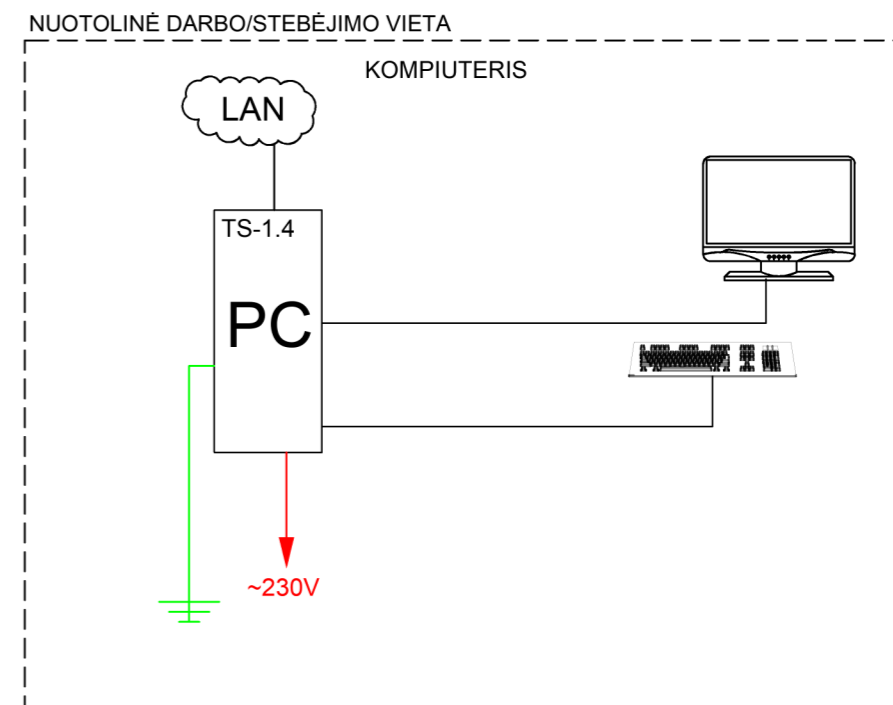 NUOTOLINĖ DARBO/STEBĖJIMO VIETA
KOMPIUTERIS
LAN
TS-1.4
PC
~230V